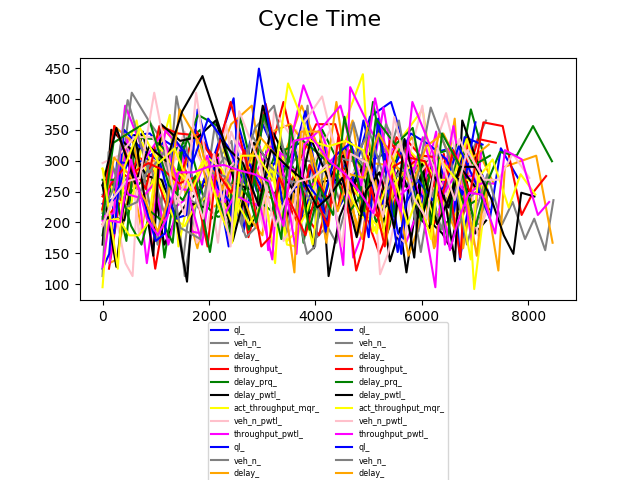 Cycle Time
450
400
350
300
250
200
150
100
0 2000 4000 6000 8000
ql_ ql_
veh_n_ veh_n_
delay_ delay_
throughput_ throughput_
delay_prq_ delay_prq_
delay_pwtl_ delay_pwtl_
act_throughput_mqr_ act_throughput_mqr_
veh_n_pwtl_ veh_n_pwtl_
throughput_pwtl_ throughput_pwtl_
ql_ ql_
veh_n_ veh_n_
delay_ delay_